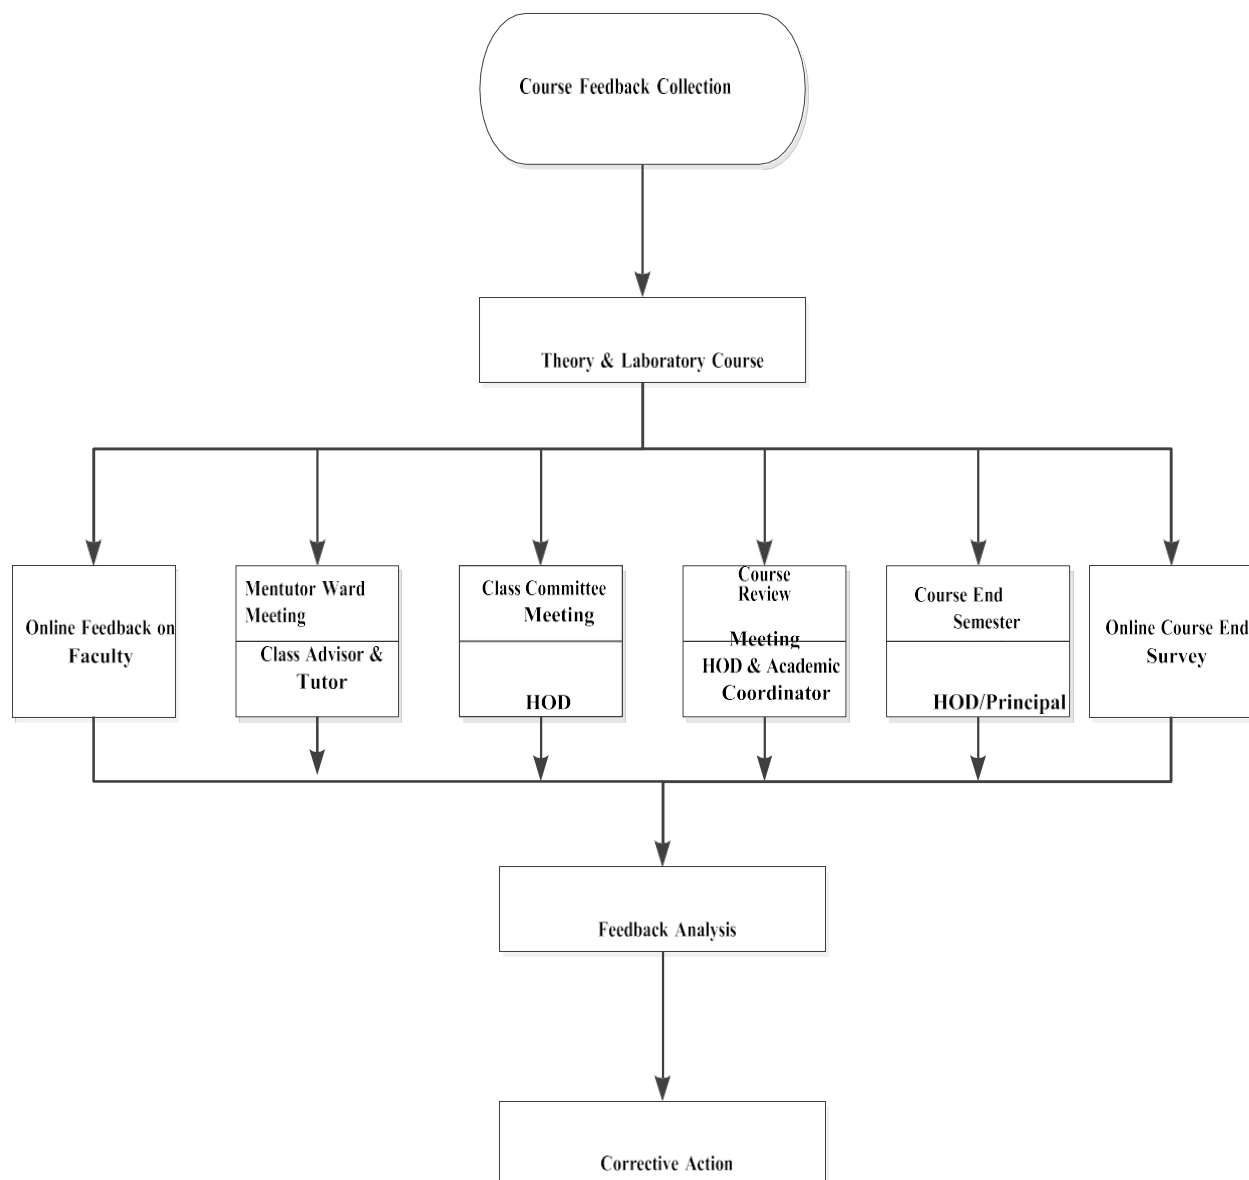 Course Feedback Collection
Theory & Laboratory Course
Online Feedback on
Faculty
Mentutor Ward
Meeting
Class Advisor &
Tutor
Class Committee
Meeting
HOD
Course
Review
Meeting
HOD & Academic
Coordinator
Course End
Semester
HOD/Principal
Online Course End
Survey
Feedback Analysis
Corrective Action